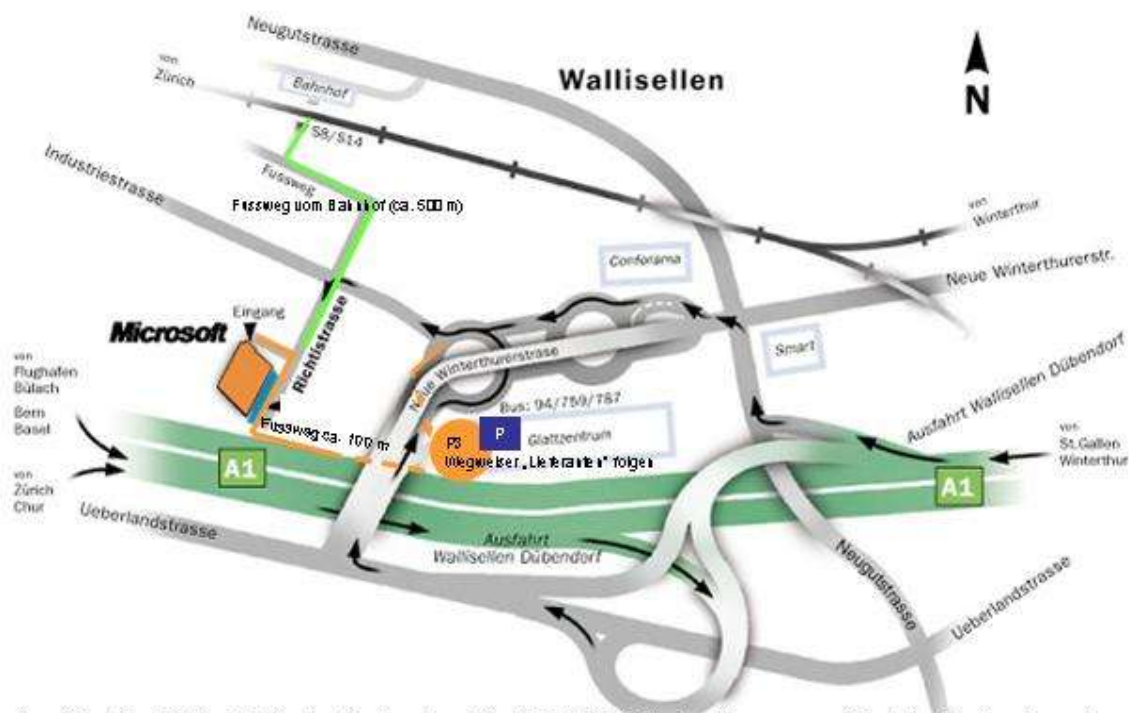 Neugutstrasse
von
Zürich
Bahnhof
Wallisellen
N
S8/S14
Industriestrasse
Fussweg
Fussweg vom Bahnhof (ca. 500 m)
von
Winterthur
Conforama
Neue Winterthurerstr.
Eingang
Microsoft
Richtistrasse
Neue Winterthurerstrasse
Smart
von
Flughafen
Bülach
Bern
Basel
Ausfahrt Wallisellen Dübendorf
Bus: 94/759/787
Fussweg ca. 100 m
P3
P
Glattzentrum
Wegweiser „Lieferanten" folgen
von
St.Gallen
Winterthur
A1
A1
von
Zürich
Chur
Ueberlandstrasse
Ausfahrt
Wallisellen Dübendorf
Neugutstrasse
Ueberlandstrasse